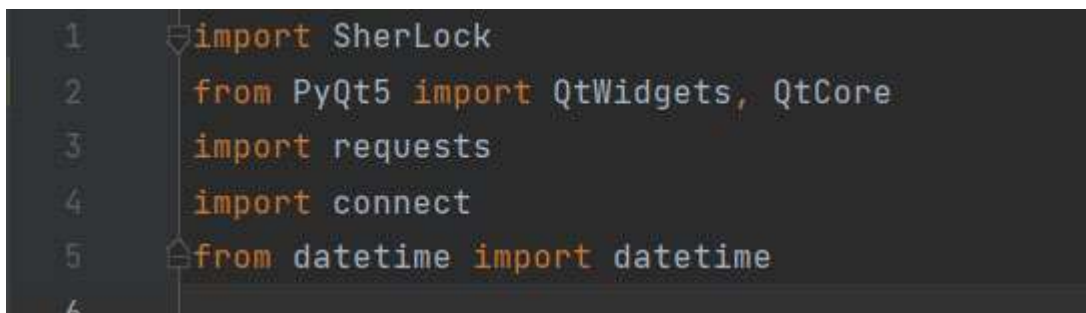 1 import SherLock
2 from PyQt5 import QtWidgets, QtCore
3 import requests
4 import connect
5 from datetime import datetime
6